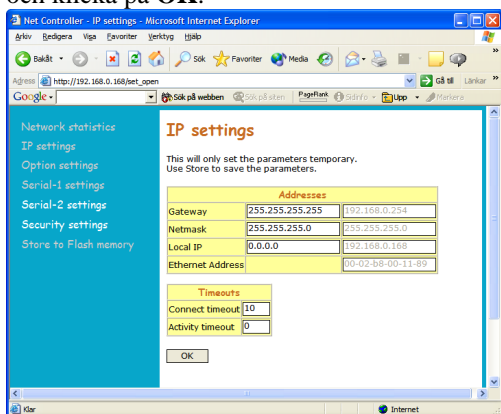 och klicka på OK.
Net Controller - IP settings - Microsoft Internet Explorer
Arkiv Redigera Visa Favoriter Verktyg Hjälp
Bakåt Sök Favoriter Media
Adress http://192.168.0.168/set_open Gå till Länkar »
Google Sök på webben Sök på siten PageRank Sidinfo Upp Markera
Network statistics
IP settings
Option settings
Serial-1 settings
Serial-2 settings
Security settings
Store to Flash memory
IP settings
This will only set the parameters temporary.
Use Store to save the parameters.
Addresses
Gateway 255.255.255.255 192.168.0.254
Netmask 255.255.255.0 255.255.255.0
Local IP 0.0.0.0 192.168.0.168
Ethernet Address 00-02-b8-00-11-89
Timeouts
Connect timeout 10
Activity timeout 0
OK
Klar Internet